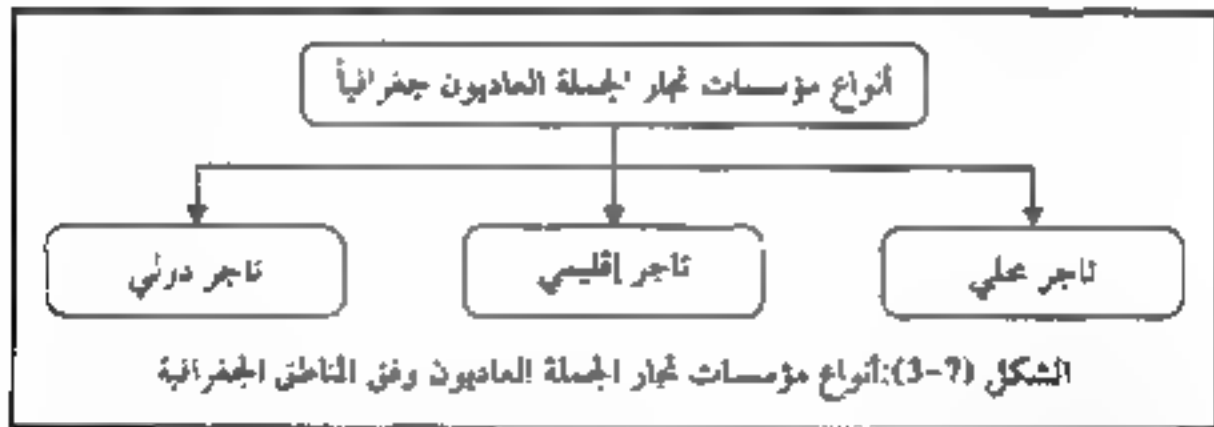 أنواع مؤسسات تجار الجملة العاديون جغرافياً
تاجر محلي
تاجر إقليمي
تاجر دولي
الشكل (7-3):أنواع مؤسسات تجار الجملة العاديون وفق المناطق الجغرافية